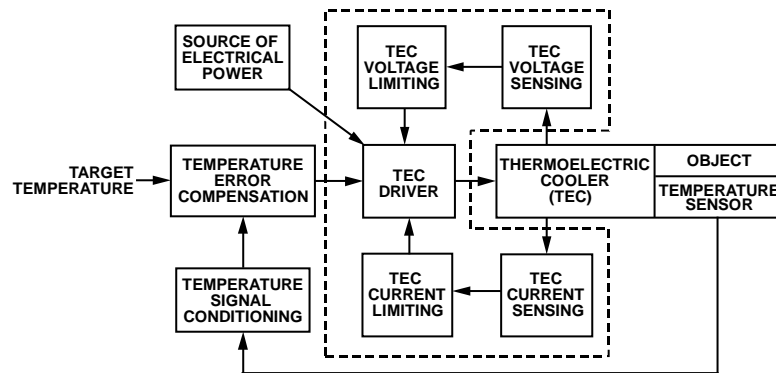 SOURCE OF
ELECTRICAL
POWER
TEC
VOLTAGE
LIMITING
TEC
VOLTAGE
SENSING
TARGET
TEMPERATURE
TEMPERATURE
ERROR
COMPENSATION
TEC
DRIVER
THERMOELECTRIC
COOLER
(TEC)
OBJECT
TEMPERATURE
SENSOR
TEMPERATURE
SIGNAL
CONDITIONING
TEC
CURRENT
LIMITING
TEC
CURRENT
SENSING